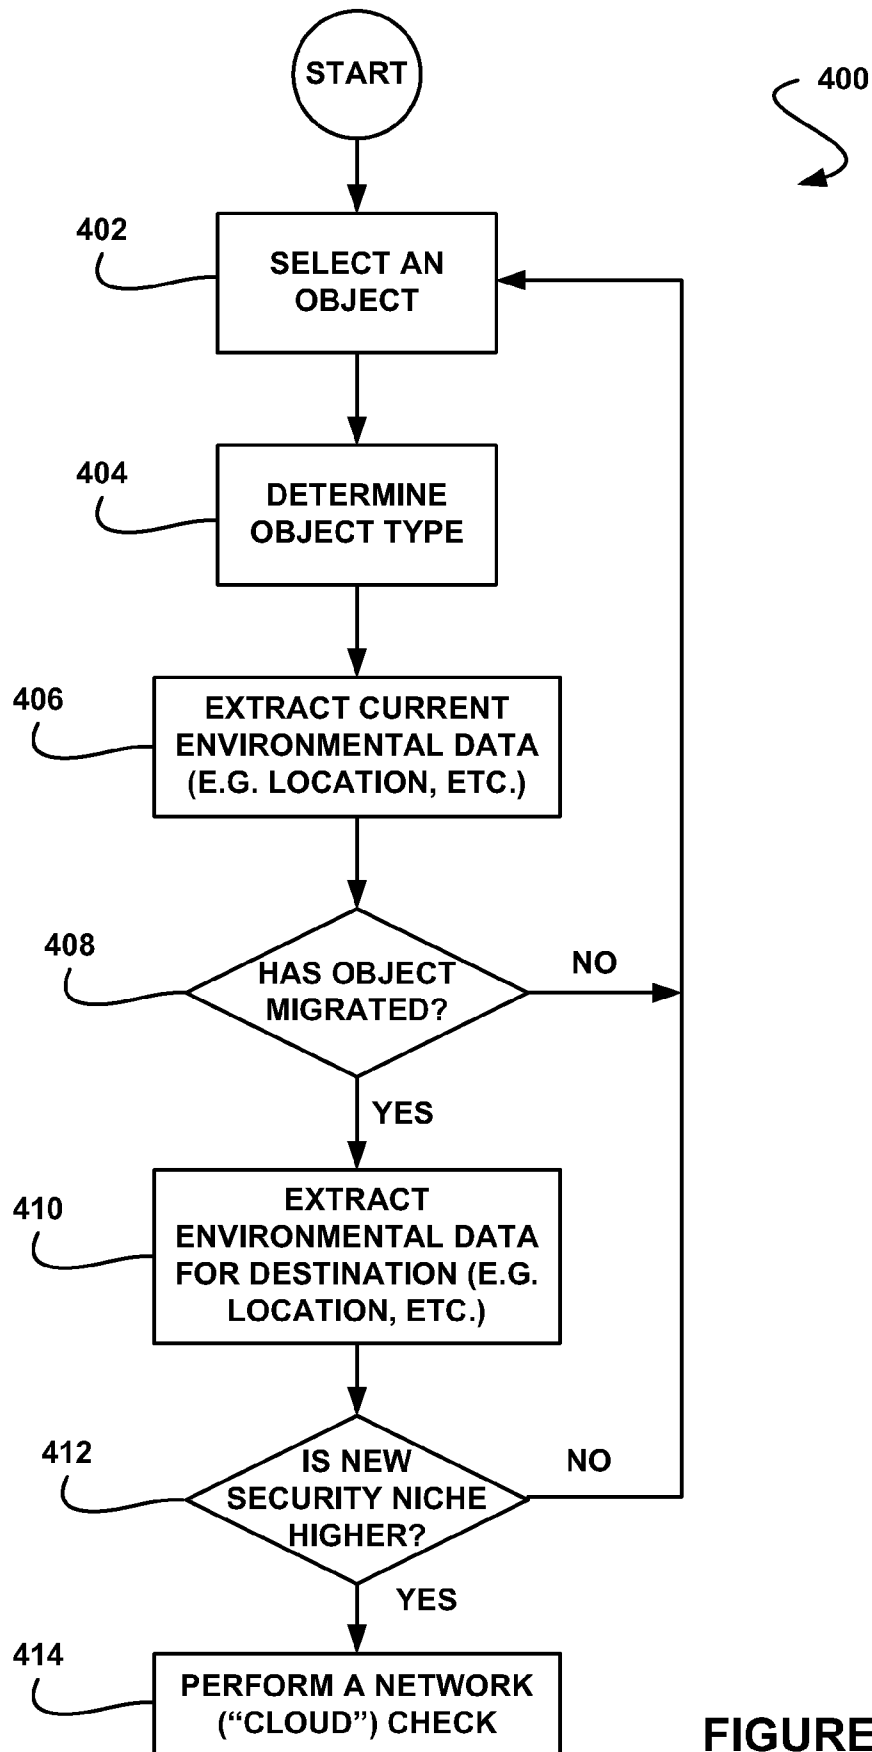 START
400
402
SELECT AN
OBJECT
404
DETERMINE
OBJECT TYPE
406
EXTRACT CURRENT
ENVIRONMENTAL DATA
(E.G. LOCATION, ETC.)
408
HAS OBJECT
MIGRATED?
NO
YES
410
EXTRACT
ENVIRONMENTAL DATA
FOR DESTINATION (E.G.
LOCATION, ETC.)
412
IS NEW
SECURITY NICHE
HIGHER?
NO
YES
414
PERFORM A NETWORK
(“CLOUD”) CHECK
FIGURE